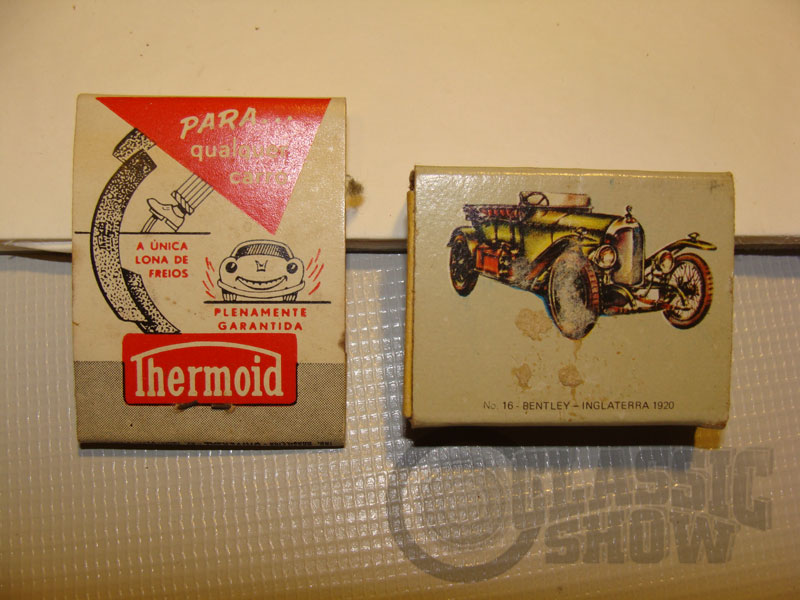 PARA...
qualquer
carro
A ÚNICA
LONA DE
FREIOS
PLENAMENTE
GARANTIDA
Thermoid
No. 16 - BENTLEY - INGLATERRA 1920
CLASSIC
SHOW